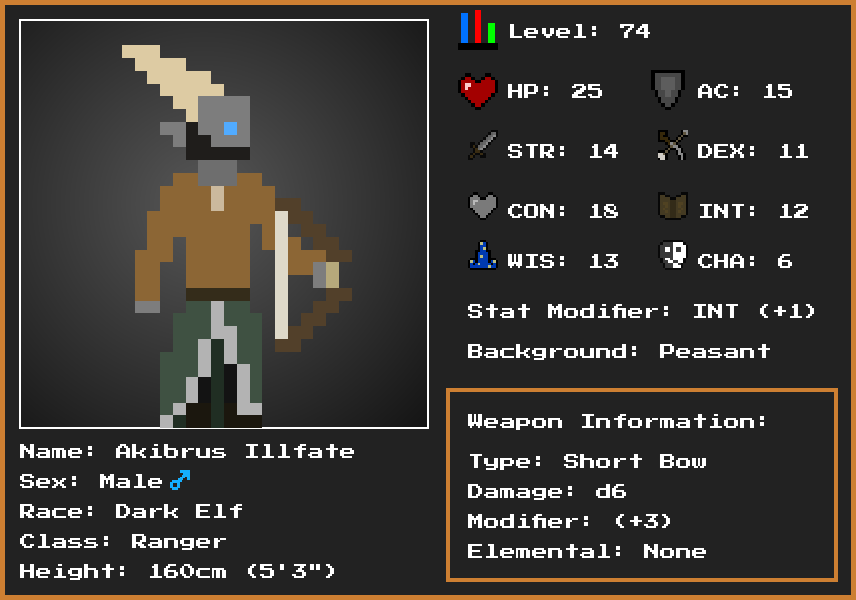 Level: 74
HP: 25 AC: 15
STR: 14 DEX: 11
CON: 18 INT: 12
WIS: 13 CHA: 6
Stat Modifier: INT (+1)
Background: Peasant
Weapon Information:
Type: Short Bow
Damage: d6
Modifier: (+3)
Elemental: None
Name: Akibrus Illfate
Sex: Male ♂
Race: Dark Elf
Class: Ranger
Height: 160cm (5'3")